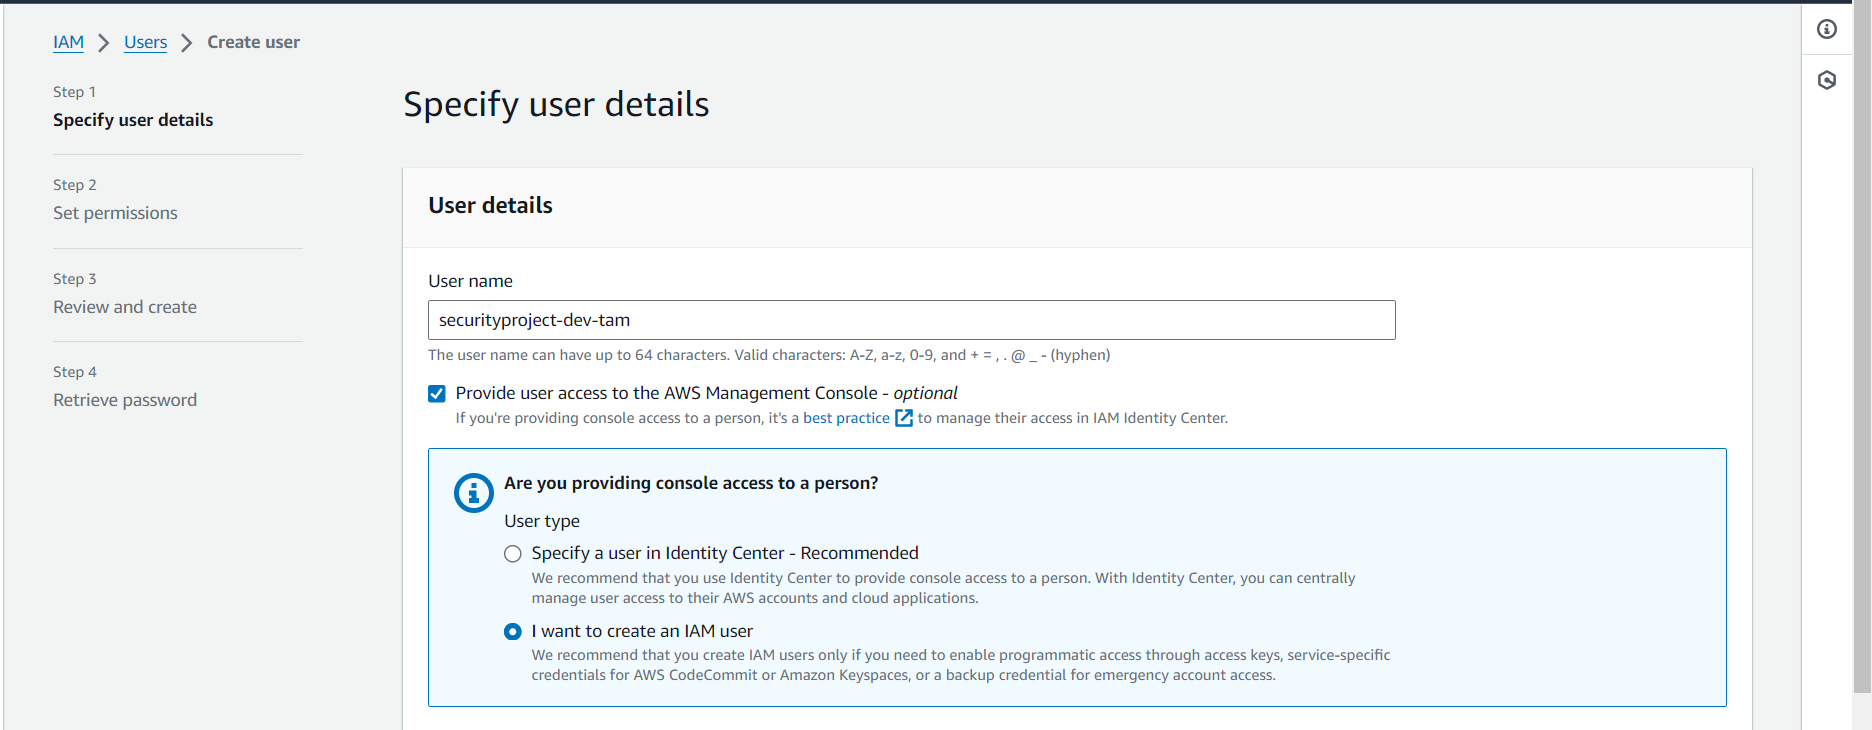 IAM > Users > Create user
Step 1
Specify user details
Step 2
Set permissions
Step 3
Review and create
Step 4
Retrieve password
Specify user details
User details
User name
securityproject-dev-tam
The user name can have up to 64 characters. Valid characters: A-Z, a-z, 0-9, and + = , . @ _ - (hyphen)
Provide user access to the AWS Management Console - optional
If you're providing console access to a person, it's a best practice to manage their access in IAM Identity Center.
Are you providing console access to a person?
User type
Specify a user in Identity Center - Recommended
We recommend that you use Identity Center to provide console access to a person. With Identity Center, you can centrally
manage user access to their AWS accounts and cloud applications.
I want to create an IAM user
We recommend that you create IAM users only if you need to enable programmatic access through access keys, service-specific
credentials for AWS CodeCommit or Amazon Keyspaces, or a backup credential for emergency account access.